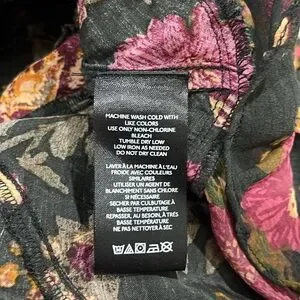 MACHINE WASH COLD WITH
LIKE COLORS
USE ONLY NON-CHLORINE
BLEACH
TUMBLE DRY LOW
LOW IRON AS NEEDED
DO NOT DRY CLEAN
LAVER À LA MACHINE À L'EAU
FROIDE AVEC COULEURS
SIMILAIRES
UTILISER UN AGENT DE
BLANCHIMENT SANS CHLORE
SI NÉCESSAIRE
SÉCHER PAR CULBUTAGE À
BASSE TEMPÉRATURE
REPASSER, AU BESOIN, À TRÈS
BASSE TEMPÉRATURE
NE PAS NETTOYER À SEC